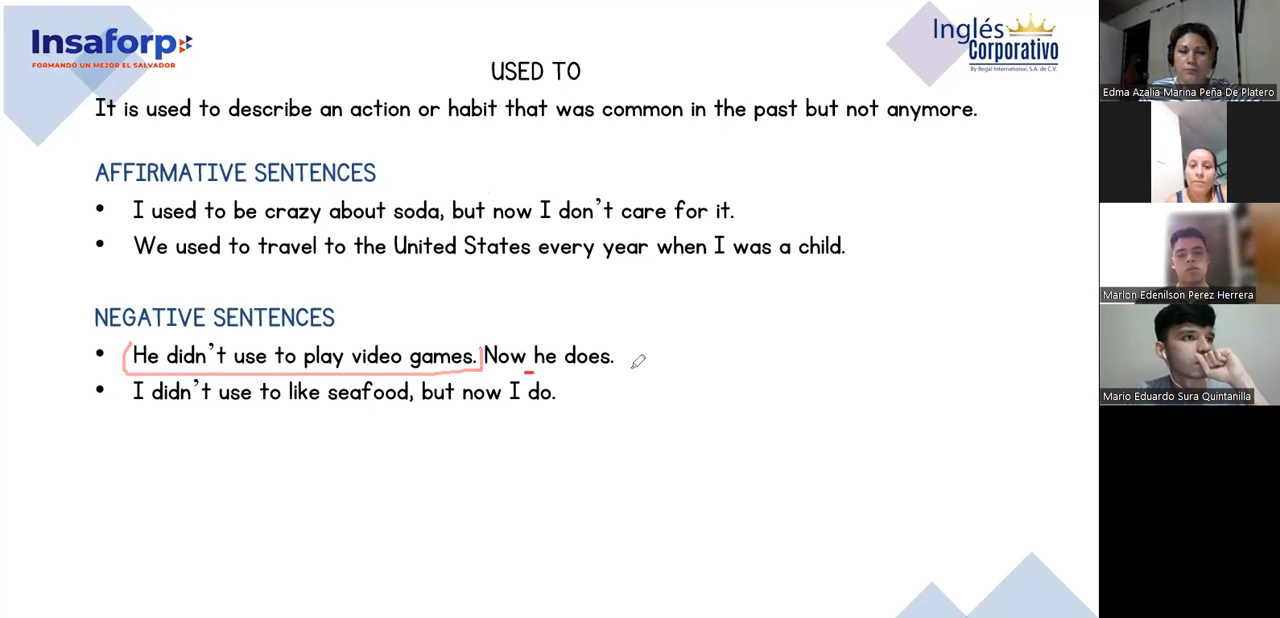 Insaforp
FORMANDO UN MEJOR EL SALVADOR
Inglés
Corporativo
By Regal International, S.A. de C.V.
USED TO
It is used to describe an action or habit that was common in the past but not anymore.
AFFIRMATIVE SENTENCES
• I used to be crazy about soda, but now I don't care for it.
• We used to travel to the United States every year when I was a child.
NEGATIVE SENTENCES
• He didn't use to play video games. Now he does.
• I didn't use to like seafood, but now I do.
Edma Azalia Marina Peña De Platero
Marlon Edenilson Perez Herrera
Mario Eduardo Sura Quintanilla